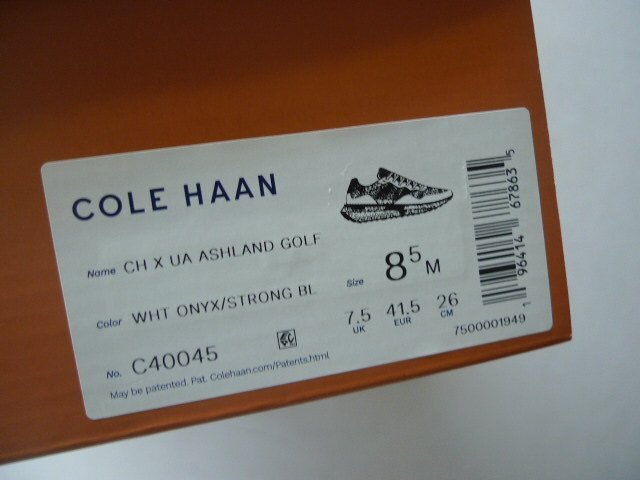 COLE HAAN
Name CH X UA ASHLAND GOLF
Color WHT ONYX/STRONG BL
No. C40045
May be patented. Pat. Colehaan.com/Patents.html
Size 8⁵ M
7.5 41.5 26
UK EUR CM
1 96414 67863 5
7500001949